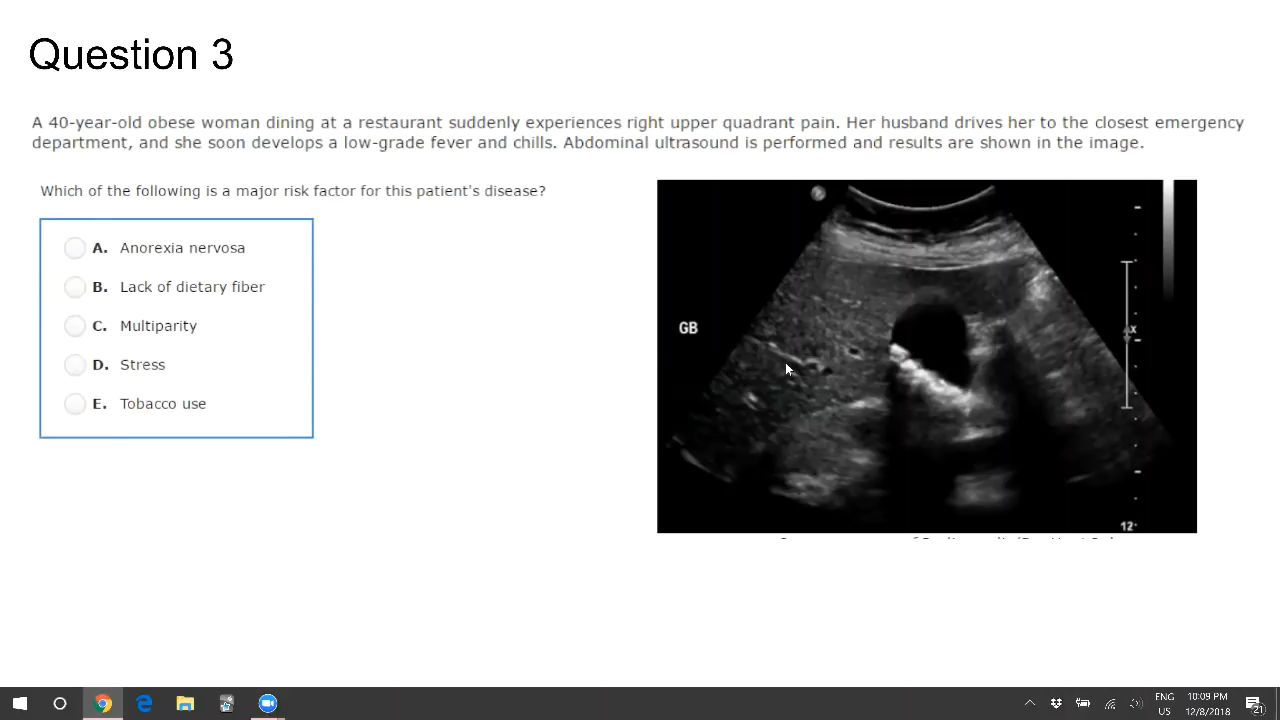 Question 3
A 40-year-old obese woman dining at a restaurant suddenly experiences right upper quadrant pain. Her husband drives her to the closest emergency
department, and she soon develops a low-grade fever and chills. Abdominal ultrasound is performed and results are shown in the image.
Which of the following is a major risk factor for this patient's disease?
A. Anorexia nervosa
B. Lack of dietary fiber
C. Multiparity
D. Stress
E. Tobacco use
GB
x
12
ENG
US
10:09 PM
12/8/2018
21